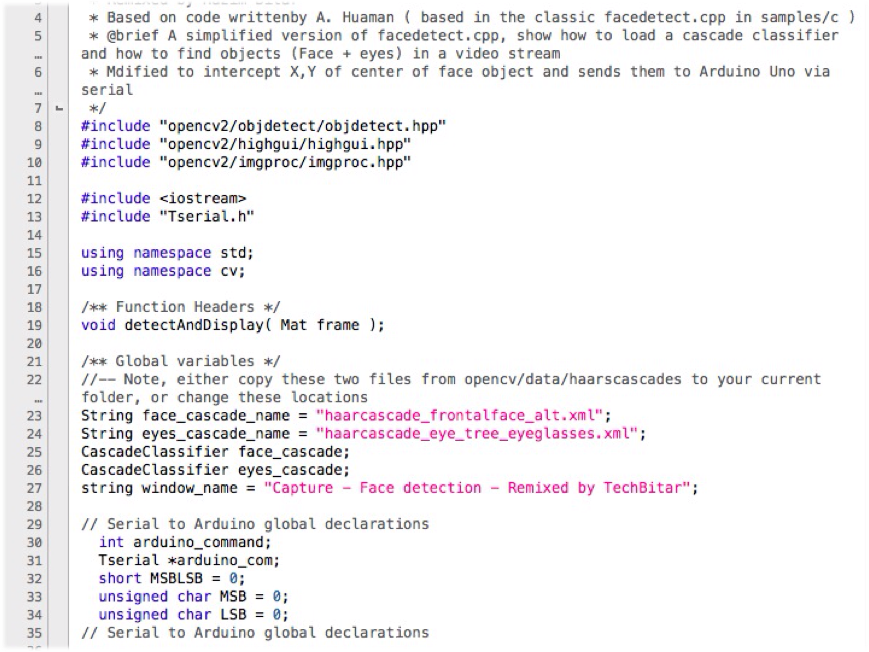 4 * Based on code writtenby A. Huaman ( based in the classic facedetect.cpp in samples/c )
5 * @brief A simplified version of facedetect.cpp, show how to load a cascade classifier
… and how to find objects (Face + eyes) in a video stream
6 * Mdified to intercept X,Y of center of face object and sends them to Arduino Uno via
… serial
7 */
8 #include "opencv2/objdetect/objdetect.hpp"
9 #include "opencv2/highgui/highgui.hpp"
10 #include "opencv2/imgproc/imgproc.hpp"
11
12 #include <iostream>
13 #include "Tserial.h"
14
15 using namespace std;
16 using namespace cv;
17
18 /** Function Headers */
19 void detectAndDisplay( Mat frame );
20
21 /** Global variables */
22 //-- Note, either copy these two files from opencv/data/haarscascades to your current
… folder, or change these locations
23 String face_cascade_name = "haarcascade_frontalface_alt.xml";
24 String eyes_cascade_name = "haarcascade_eye_tree_eyeglasses.xml";
25 CascadeClassifier face_cascade;
26 CascadeClassifier eyes_cascade;
27 string window_name = "Capture - Face detection - Remixed by TechBitar";
28
29 // Serial to Arduino global declarations
30 int arduino_command;
31 Tserial *arduino_com;
32 short MSBLSB = 0;
33 unsigned char MSB = 0;
34 unsigned char LSB = 0;
35 // Serial to Arduino global declarations